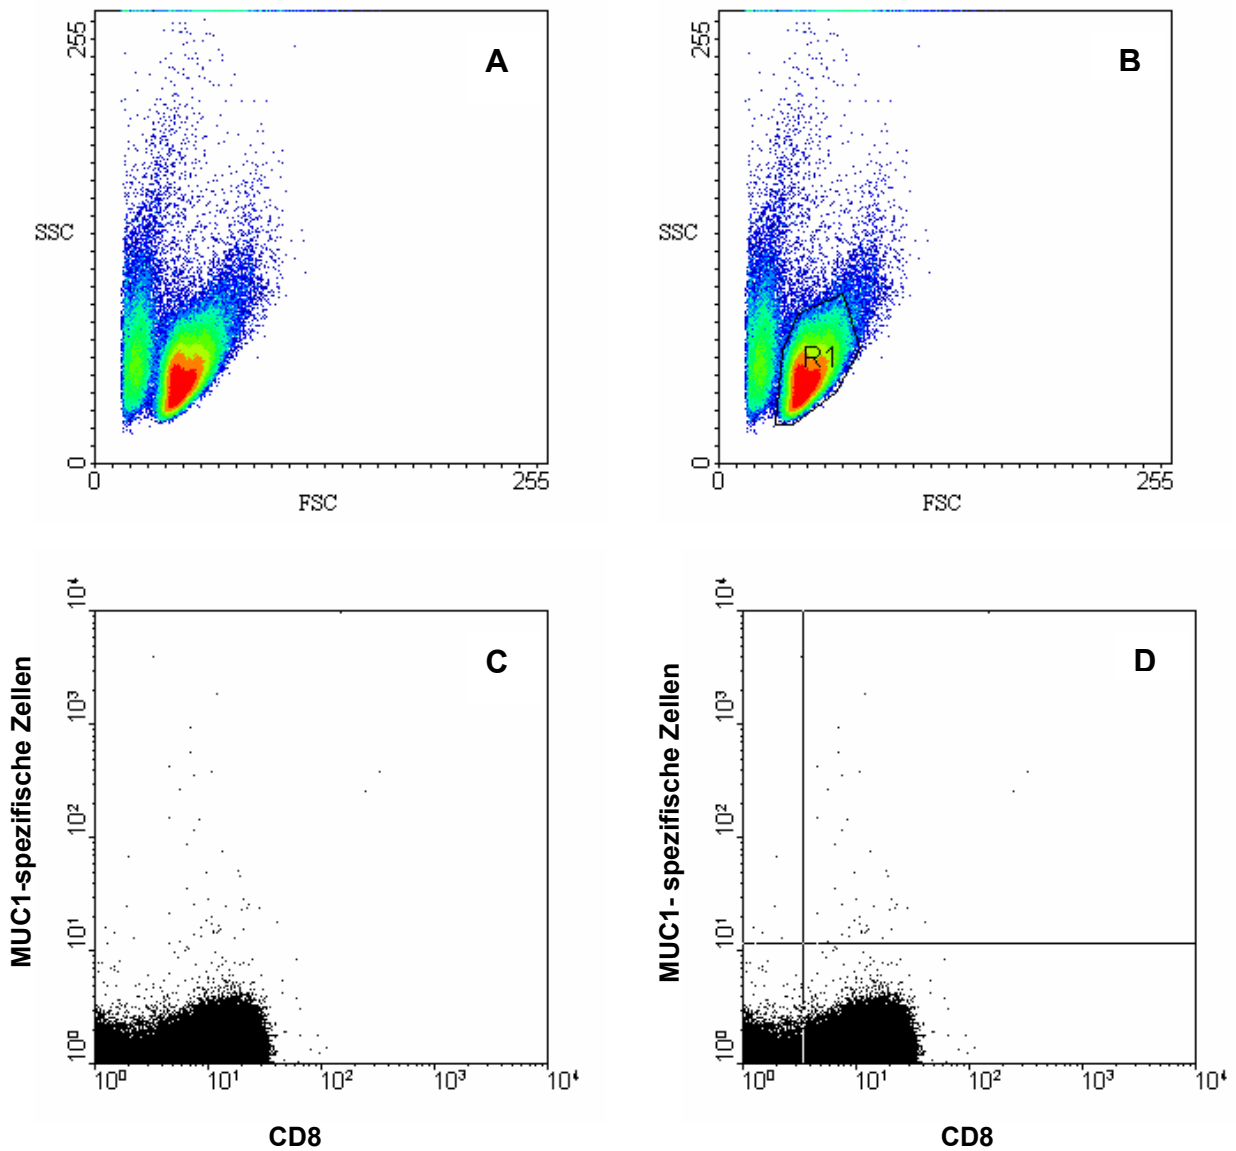 A
255
SSC
0
0
255
FSC
B
255
SSC
R1
0
0
255
FSC
C
MUC1-spezifische Zellen
10⁴
10³
10²
10¹
10⁰
10⁰ 10¹ 10² 10³ 10⁴
CD8
D
MUC1- spezifische Zellen
10⁴
10³
10²
10¹
10⁰
10⁰ 10¹ 10² 10³ 10⁴
CD8